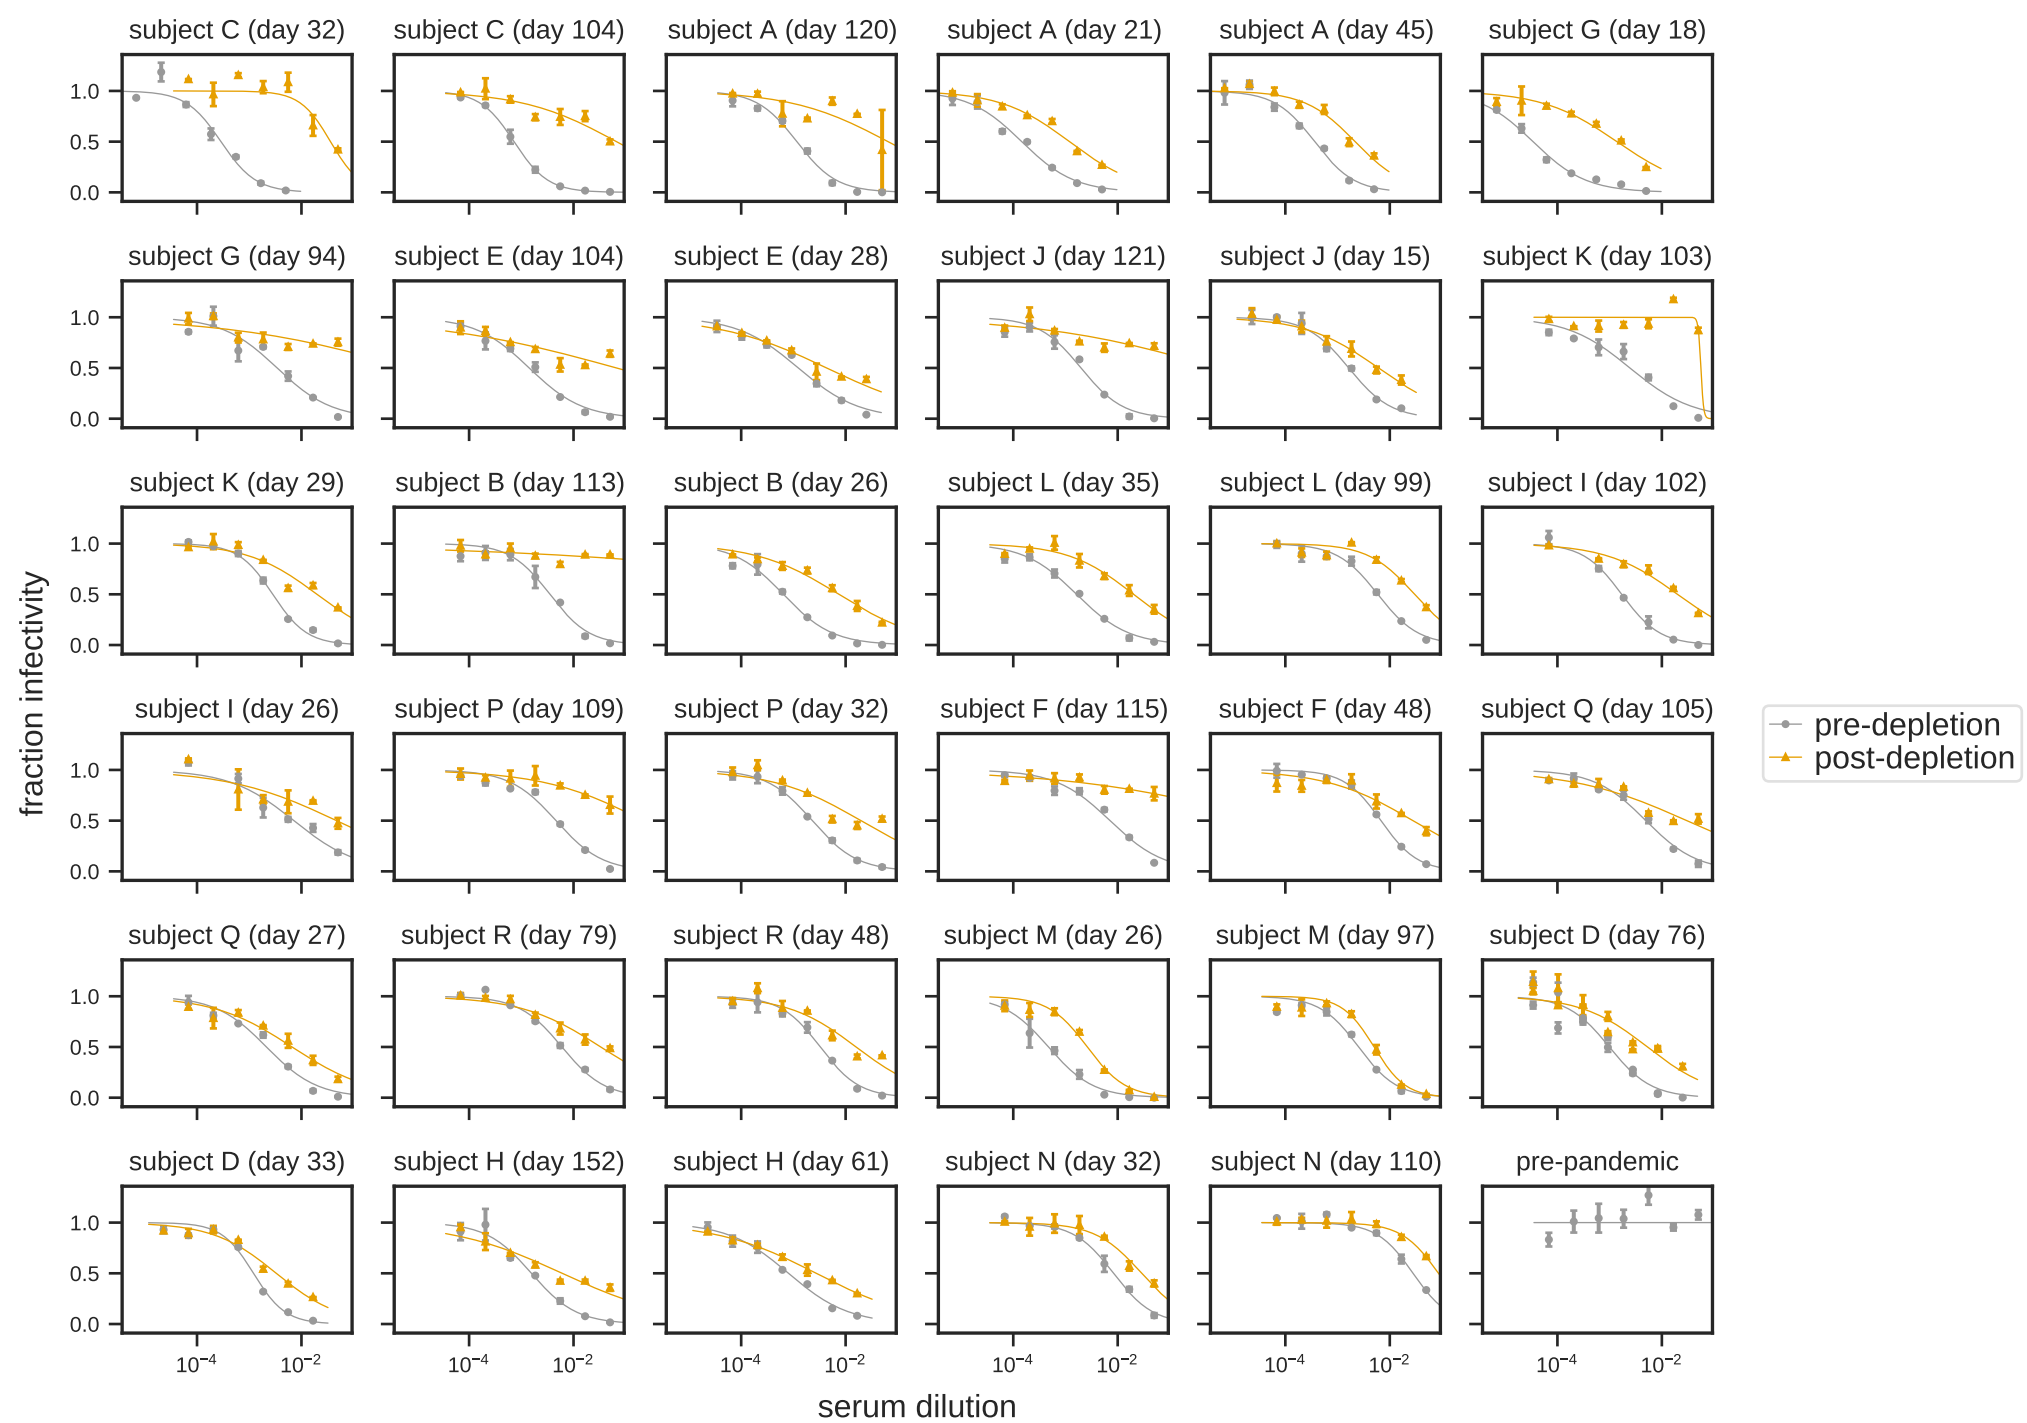 subject C (day 32)
subject C (day 104)
subject A (day 120)
subject A (day 21)
subject A (day 45)
subject G (day 18)
1.0
0.5
0.0
subject G (day 94)
subject E (day 104)
subject E (day 28)
subject J (day 121)
subject J (day 15)
subject K (day 103)
1.0
0.5
0.0
subject K (day 29)
subject B (day 113)
subject B (day 26)
subject L (day 35)
subject L (day 99)
subject I (day 102)
1.0
0.5
0.0
fraction infectivity
subject I (day 26)
subject P (day 109)
subject P (day 32)
subject F (day 115)
subject F (day 48)
subject Q (day 105)
1.0
0.5
0.0
pre-depletion
post-depletion
subject Q (day 27)
subject R (day 79)
subject R (day 48)
subject M (day 26)
subject M (day 97)
subject D (day 76)
1.0
0.5
0.0
subject D (day 33)
subject H (day 152)
subject H (day 61)
subject N (day 32)
subject N (day 110)
pre-pandemic
1.0
0.5
0.0
10⁻⁴ 10⁻²
10⁻⁴ 10⁻²
10⁻⁴ 10⁻²
10⁻⁴ 10⁻²
10⁻⁴ 10⁻²
10⁻⁴ 10⁻²
serum dilution